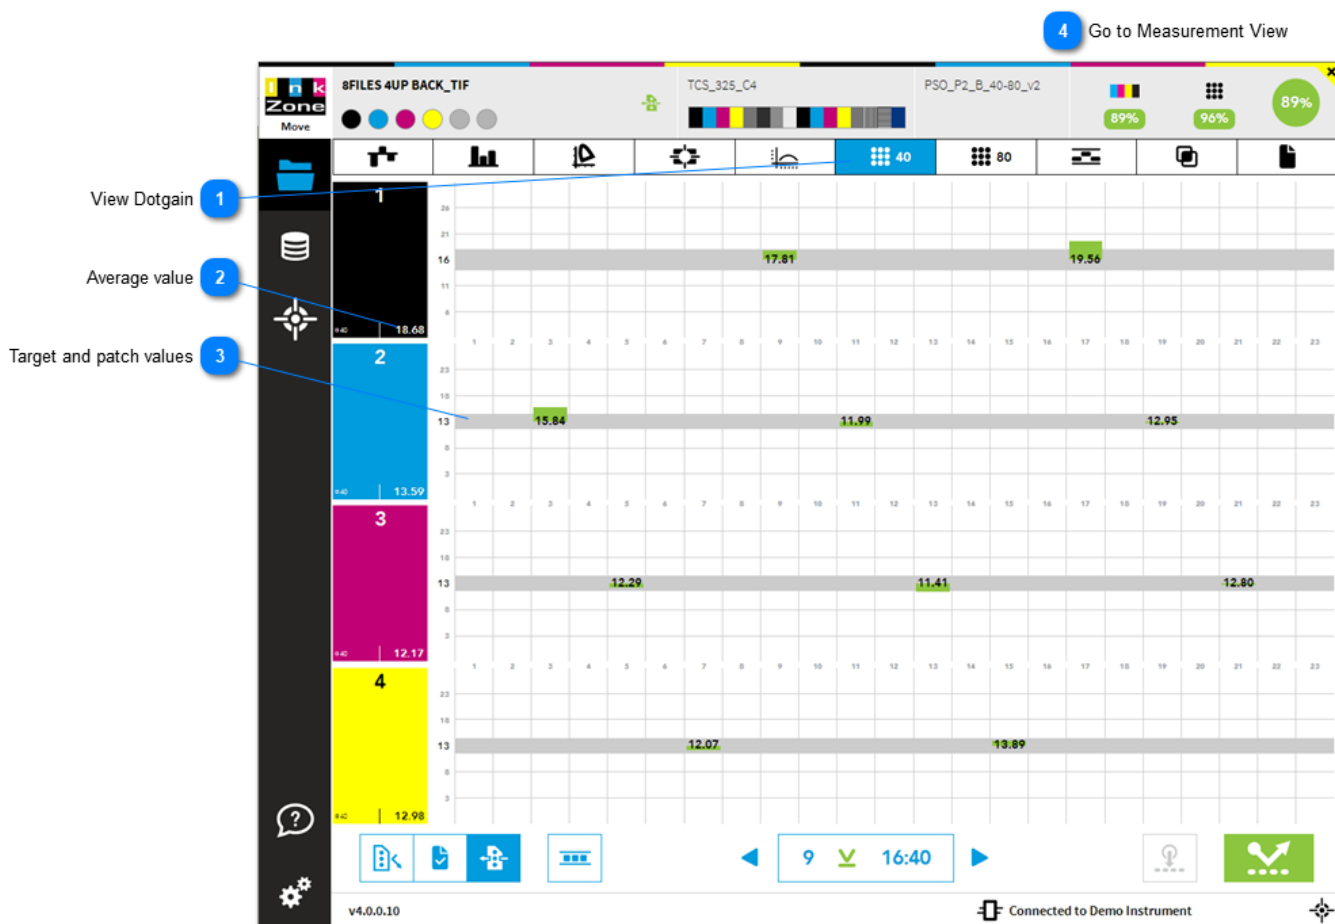 4 Go to Measurement View
Ink Zone Move
8FILES 4UP BACK_TIF
TCS_325_C4
PSO_P2_B_40-80_v2
89% 96% 89%
40 80
View Dotgain 1
Average value 2
Target and patch values 3
1
26
21
16 17.81 19.56
11
6
40 18.68
1 2 3 4 5 6 7 8 9 10 11 12 13 14 15 16 17 18 19 20 21 22 23
2
23
18
13 15.84 11.99 12.95
8
3
40 13.59
1 2 3 4 5 6 7 8 9 10 11 12 13 14 15 16 17 18 19 20 21 22 23
3
23
18
13 12.29 11.41 12.80
8
3
40 12.17
1 2 3 4 5 6 7 8 9 10 11 12 13 14 15 16 17 18 19 20 21 22 23
4
23
18
13 12.07 13.89
8
3
40 12.98
9 16:40
v4.0.0.10
Connected to Demo Instrument